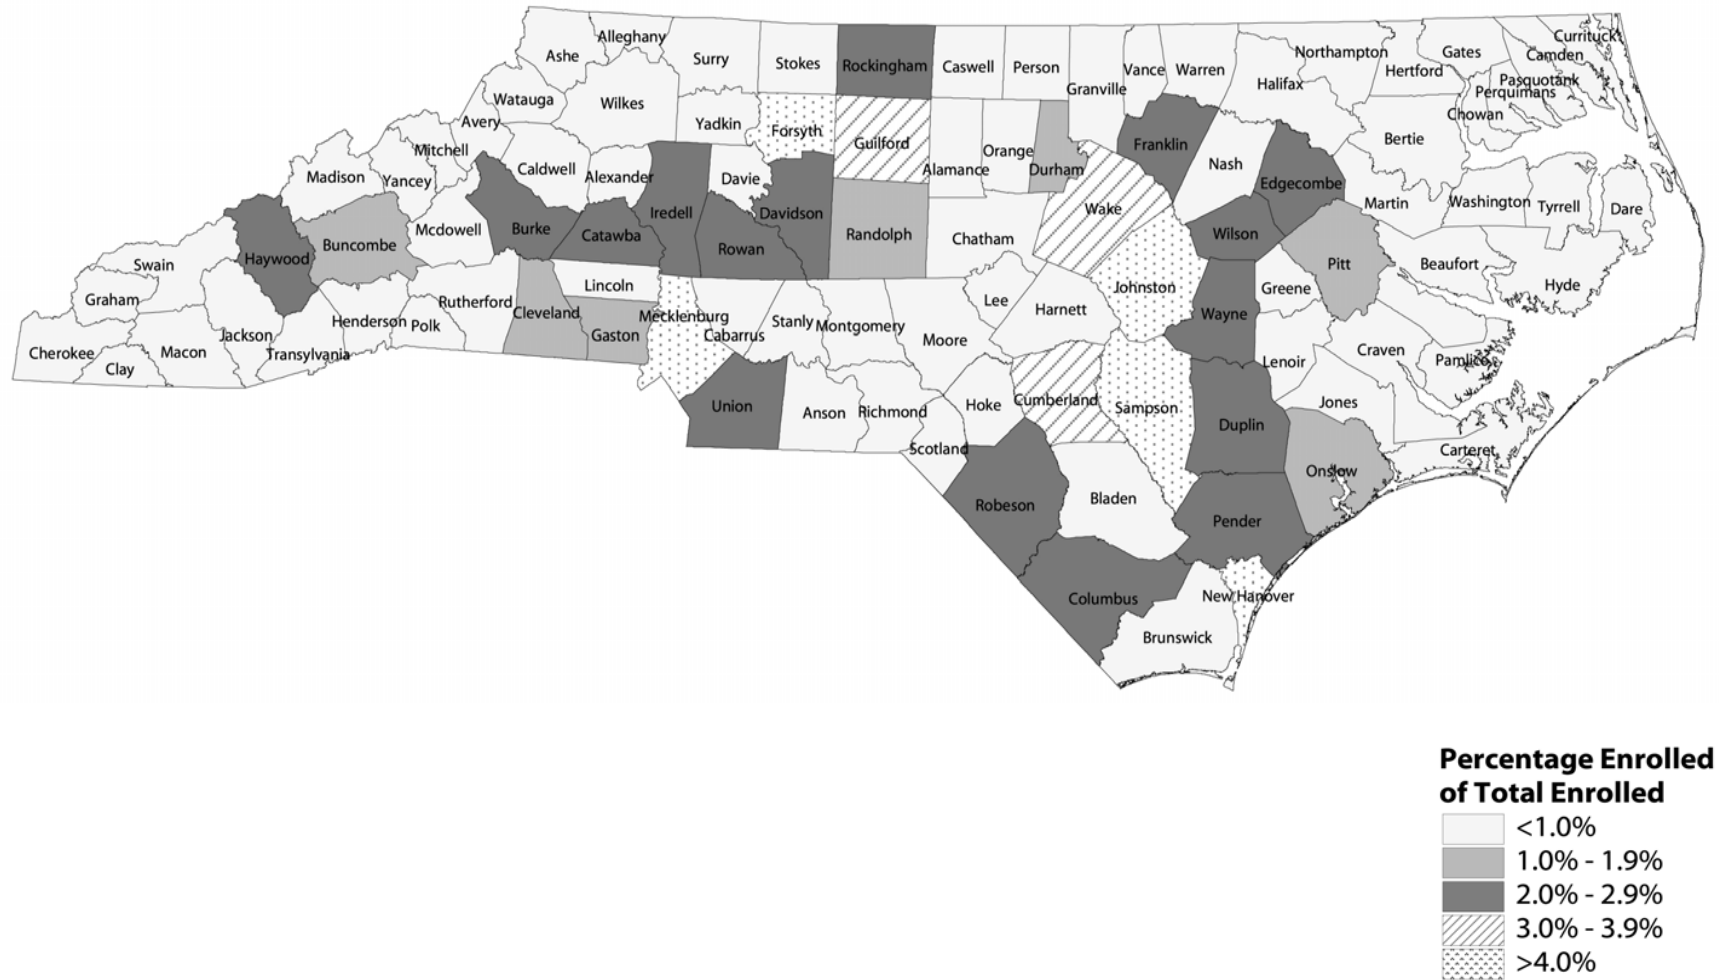 Alleghany
Ashe
Surry
Stokes
Rockingham
Caswell
Person
Granville
Vance
Warren
Northampton
Halifax
Hertford
Gates
Currituck
Camden
Pasquotank
Perquimans
Chowan
Bertie
Watauga
Wilkes
Yadkin
Forsyth
Guilford
Alamance
Orange
Durham
Franklin
Nash
Edgecombe
Martin
Washington
Tyrrell
Dare
Avery
Mitchell
Yancey
Madison
Caldwell
Alexander
Davie
Iredell
Davidson
Randolph
Chatham
Wake
Wilson
Pitt
Beaufort
Hyde
Haywood
Buncombe
Mcdowell
Burke
Catawba
Rowan
Swain
Graham
Cherokee
Clay
Macon
Jackson
Transylvania
Henderson
Polk
Rutherford
Cleveland
Lincoln
Gaston
Mecklenburg
Cabarrus
Stanly
Montgomery
Moore
Lee
Harnett
Johnston
Wayne
Greene
Lenoir
Craven
Pamlico
Jones
Carteret
Onslow
Duplin
Sampson
Cumberland
Hoke
Scotland
Richmond
Anson
Union
Robeson
Bladen
Pender
Columbus
New Hanover
Brunswick
Percentage Enrolled
of Total Enrolled
<1.0%
1.0% - 1.9%
2.0% - 2.9%
3.0% - 3.9%
>4.0%